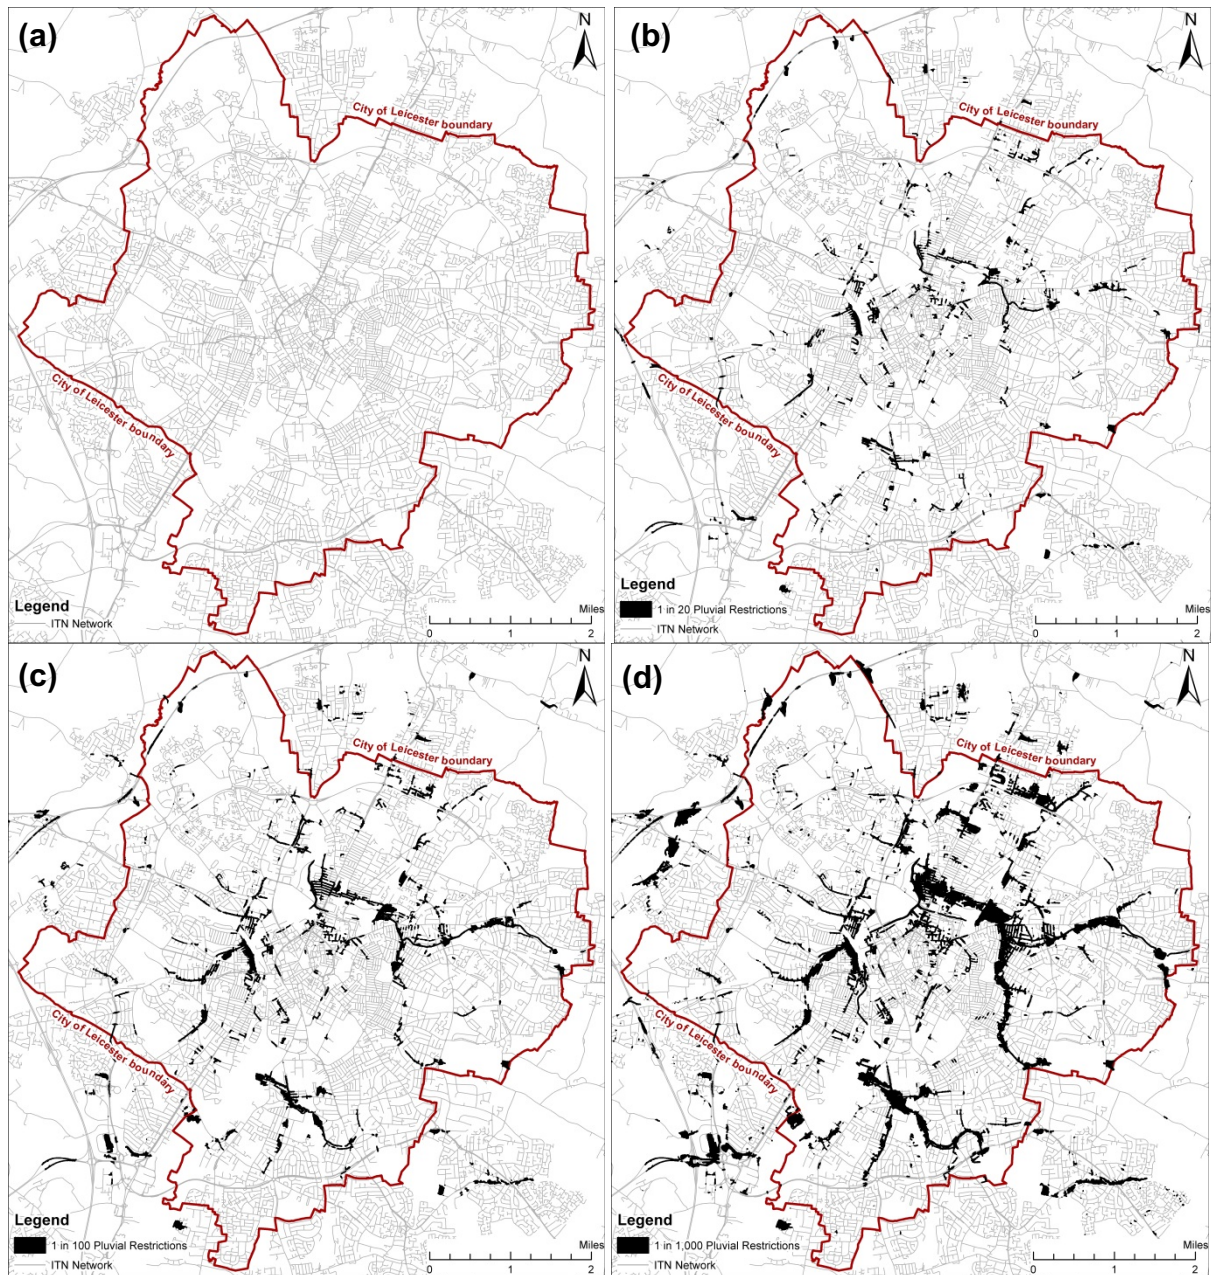 (a)
N
City of Leicester boundary
City of Leicester boundary
Legend
ITN Network
Miles
0 1 2
(b)
N
City of Leicester boundary
City of Leicester boundary
Legend
1 in 20 Pluvial Restrictions
ITN Network
Miles
0 1 2
(c)
N
City of Leicester boundary
City of Leicester boundary
Legend
1 in 100 Pluvial Restrictions
ITN Network
Miles
0 1 2
(d)
N
City of Leicester boundary
City of Leicester boundary
Legend
1 in 1,000 Pluvial Restrictions
ITN Network
Miles
0 1 2